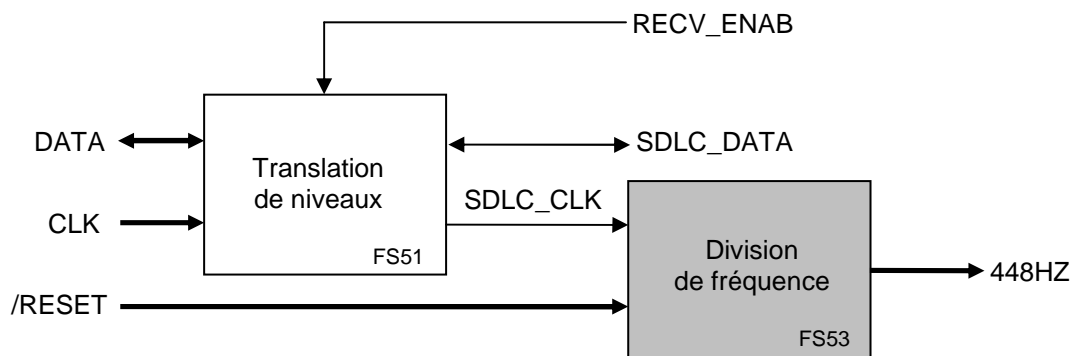 RECV_ENAB
DATA
Translation
de niveaux
SDLC_DATA
SDLC_CLK
CLK
FS51
Division
de fréquence
448HZ
/RESET
FS53